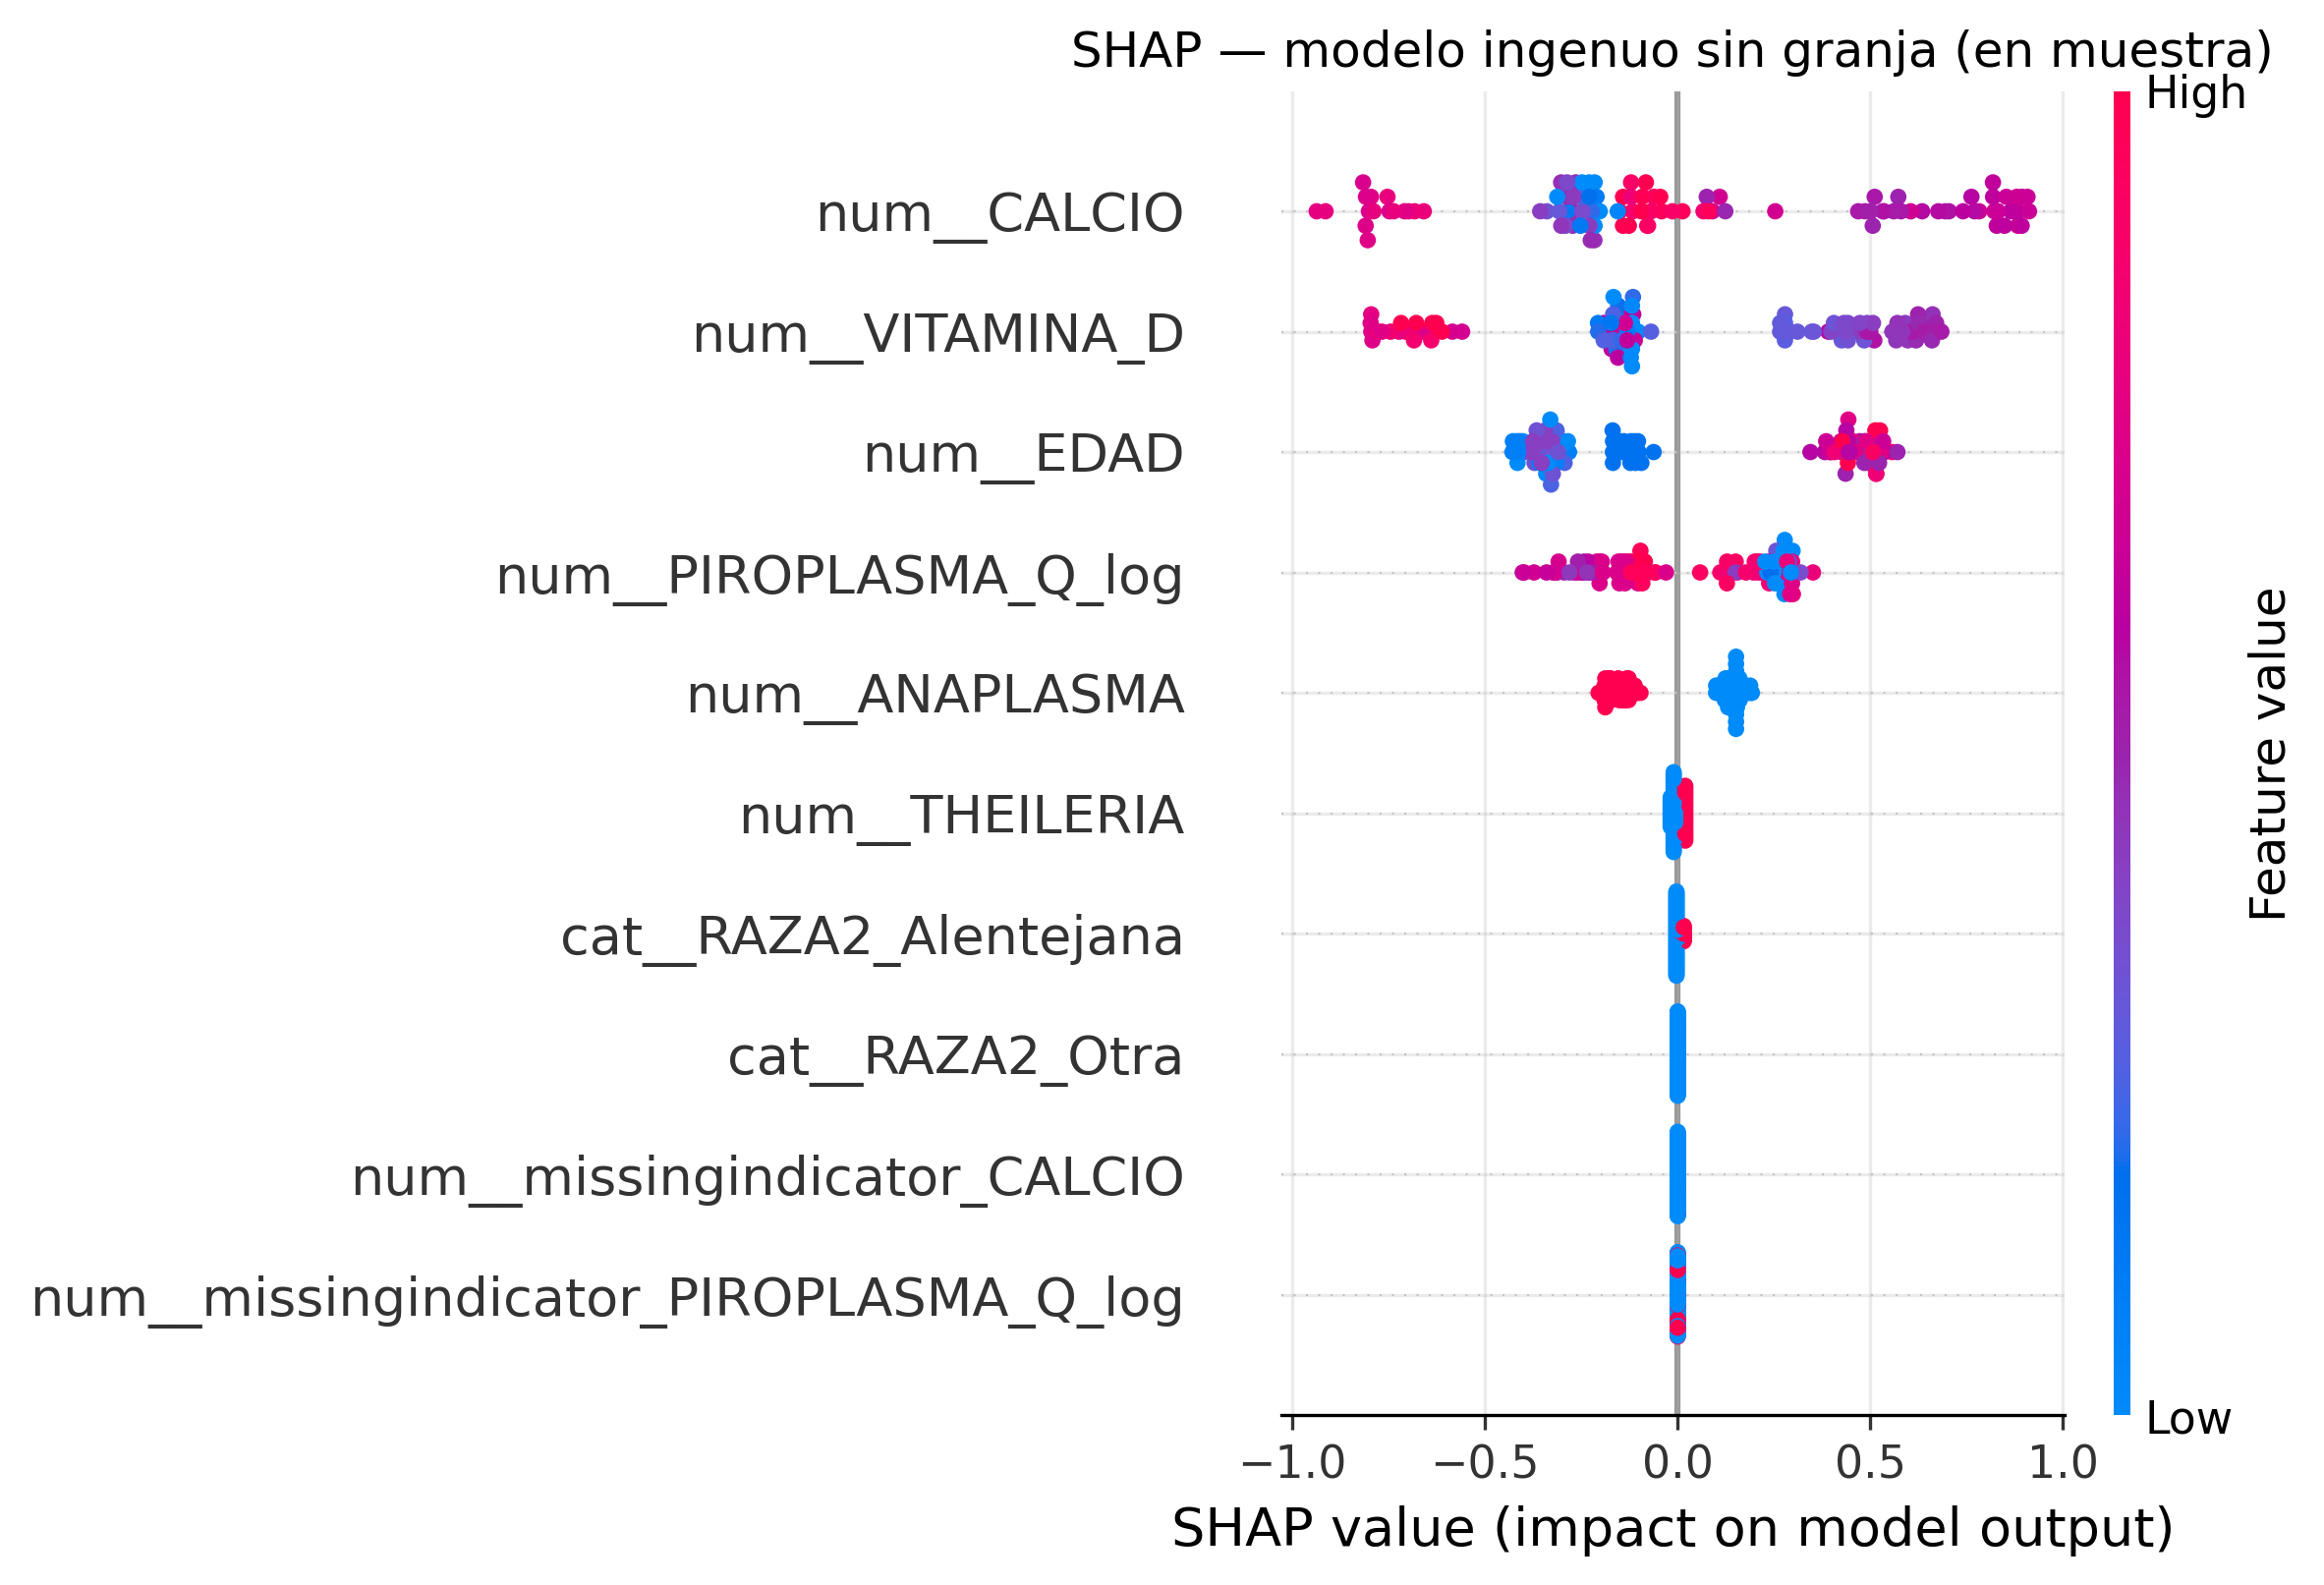 SHAP — modelo ingenuo sin granja (en muestra)
High
num__CALCIO
num__VITAMINA_D
num__EDAD
num__PIROPLASMA_Q_log
num__ANAPLASMA
num__THEILERIA
cat__RAZA2_Alentejana
cat__RAZA2_Otra
num__missingindicator_CALCIO
num__missingindicator_PIROPLASMA_Q_log
Feature value
Low
−1.0 −0.5 0.0 0.5 1.0
SHAP value (impact on model output)